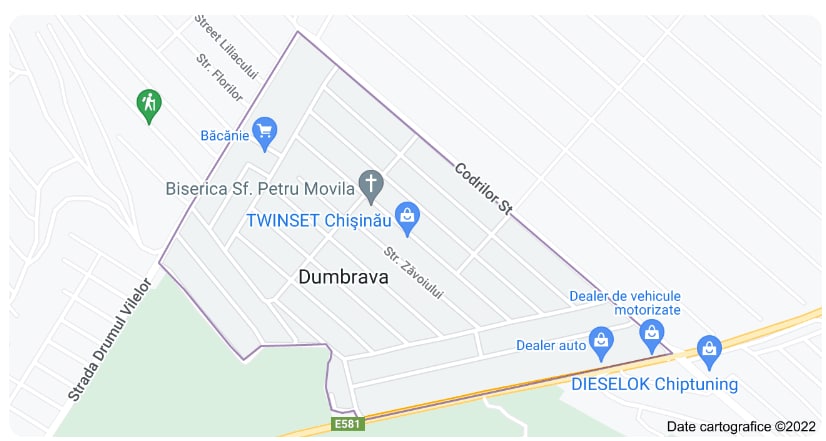 Street Liliacului
Str. Florilor
Băcănie
Codrilor St
Biserica Sf. Petru Movila
TWINSET Chişinău
Str. Zăvoiului
Dumbrava
Strada Drumul Vilelor
Dealer de vehicule
motorizate
Dealer auto
DIESELOK Chiptuning
E581
Date cartografice ©2022